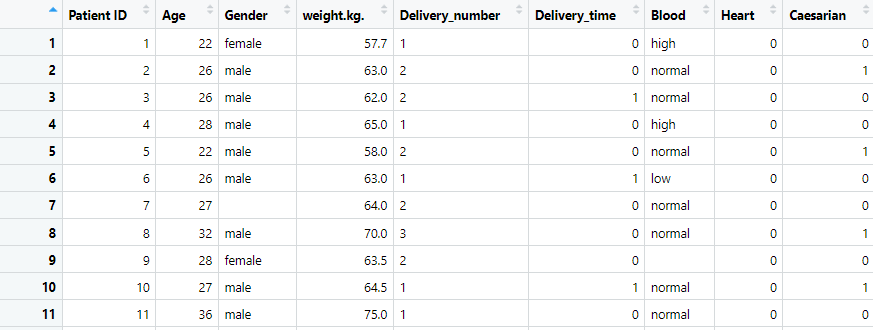 Patient ID Age Gender weight.kg. Delivery_number Delivery_time Blood Heart Caesarian
1 1 22 female 57.7 1 0 high 0 0
2 2 26 male 63.0 2 0 normal 0 1
3 3 26 male 62.0 2 1 normal 0 0
4 4 28 male 65.0 1 0 high 0 0
5 5 22 male 58.0 2 0 normal 0 1
6 6 26 male 63.0 1 1 low 0 0
7 7 27 64.0 2 0 normal 0 0
8 8 32 male 70.0 3 0 normal 0 1
9 9 28 female 63.5 2 0 0 0
10 10 27 male 64.5 1 1 normal 0 1
11 11 36 male 75.0 1 0 normal 0 0